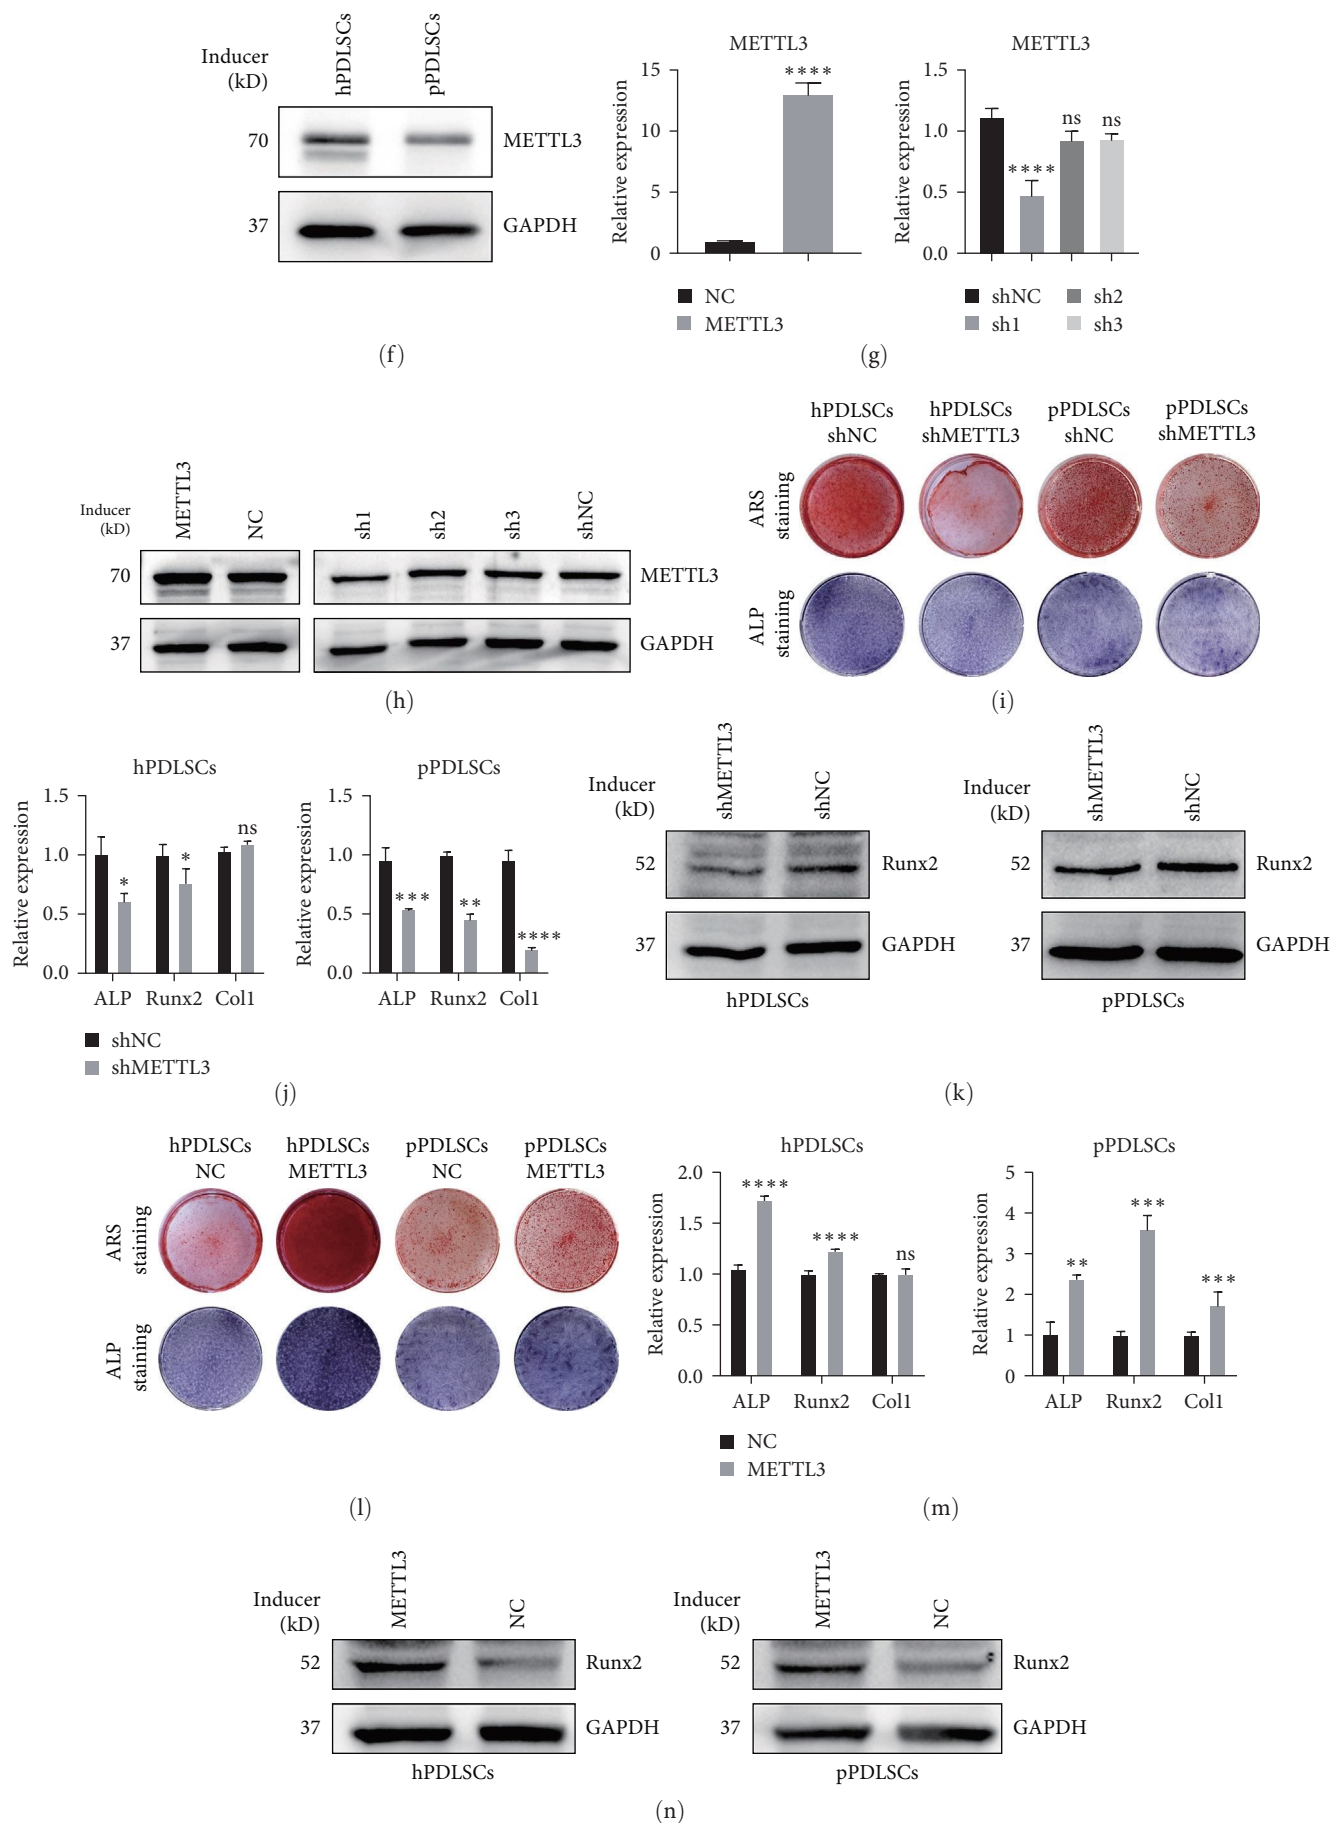 Inducer
(kD)
hPDLSCs
pPDLSCs
70
METTL3
37
GAPDH
(f)
METTL3
Relative expression
15
10
5
0
****
NC
METTL3
METTL3
Relative expression
1.5
1.0
0.5
0.0
****
ns
ns
shNC
sh1
sh2
sh3
(g)
Inducer
(kD)
METTL3
NC
sh1
sh2
sh3
shNC
70
METTL3
37
GAPDH
(h)
hPDLSCs
shNC
hPDLSCs
shMETTL3
pPDLSCs
shNC
pPDLSCs
shMETTL3
ARS
staining
ALP
staining
(i)
hPDLSCs
Relative expression
1.5
1.0
0.5
0.0
*
*
ns
ALP
Runx2
Col1
pPDLSCs
Relative expression
1.5
1.0
0.5
0.0
***
**
****
ALP
Runx2
Col1
shNC
shMETTL3
(j)
Inducer
(kD)
shMETTL3
shNC
52
Runx2
37
GAPDH
hPDLSCs
Inducer
(kD)
shMETTL3
shNC
52
Runx2
37
GAPDH
pPDLSCs
(k)
hPDLSCs
NC
hPDLSCs
METTL3
pPDLSCs
NC
pPDLSCs
METTL3
ARS
staining
ALP
staining
(l)
hPDLSCs
Relative expression
2.0
1.5
1.0
0.5
0.0
****
****
ns
ALP
Runx2
Col1
pPDLSCs
Relative expression
5
4
3
2
1
0
**
***
***
ALP
Runx2
Col1
NC
METTL3
(m)
Inducer
(kD)
METTL3
NC
52
Runx2
37
GAPDH
hPDLSCs
Inducer
(kD)
METTL3
NC
52
Runx2
37
GAPDH
pPDLSCs
(n)